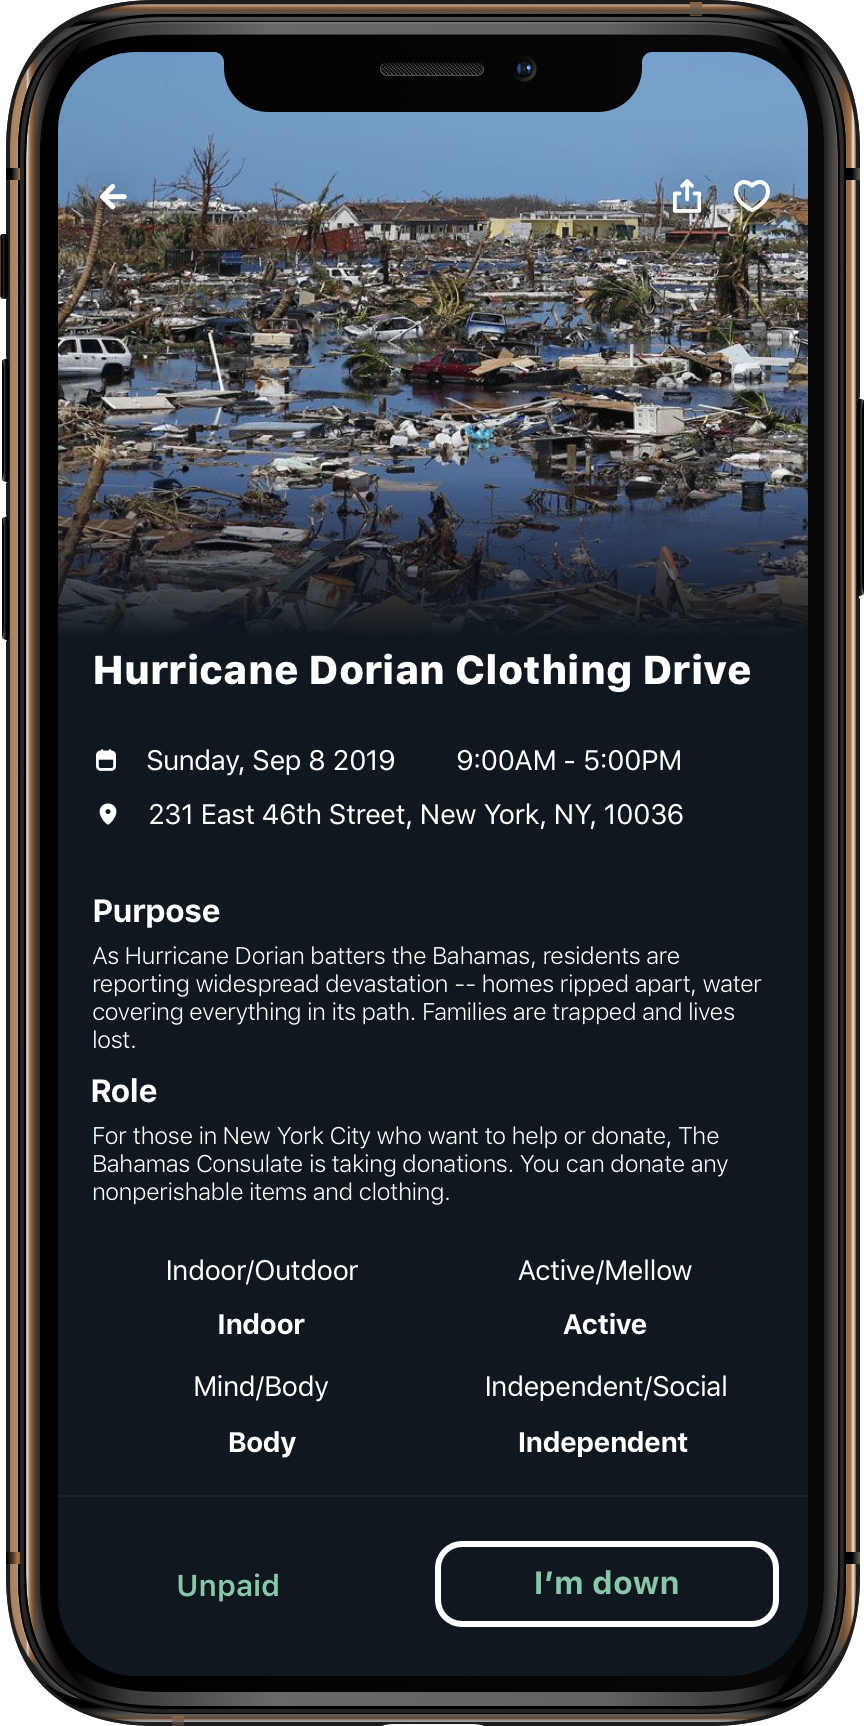 Hurricane Dorian Clothing Drive
Sunday, Sep 8 2019 9:00AM - 5:00PM
231 East 46th Street, New York, NY, 10036
Purpose
As Hurricane Dorian batters the Bahamas, residents are
reporting widespread devastation -- homes ripped apart, water
covering everything in its path. Families are trapped and lives
lost.
Role
For those in New York City who want to help or donate, The
Bahamas Consulate is taking donations. You can donate any
nonperishable items and clothing.
Indoor/Outdoor Active/Mellow
Indoor Active
Mind/Body Independent/Social
Body Independent
Unpaid I’m down